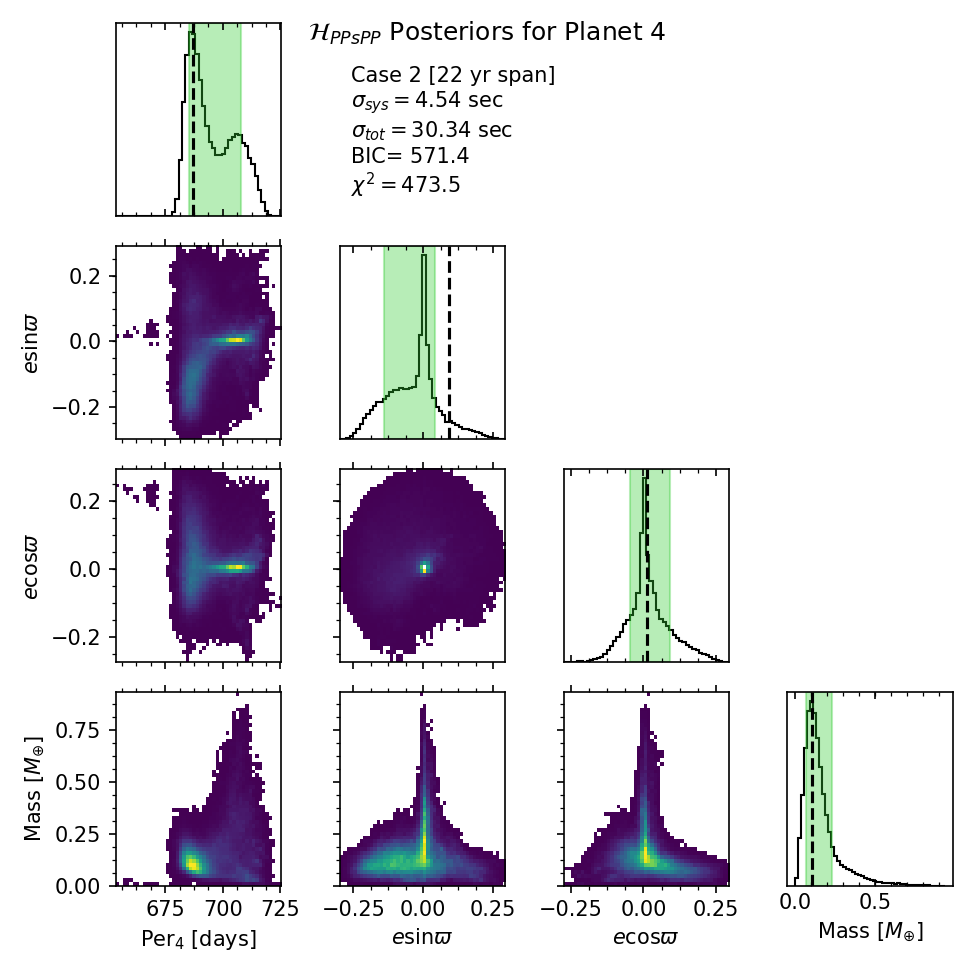 ℋ_PPsPP Posteriors for Planet 4
Case 2 [22 yr span]
σ_sys = 4.54 sec
σ_tot = 30.34 sec
BIC= 571.4
χ² = 473.5
0.2
0.0
−0.2
esinϖ
0.2
0.0
−0.2
ecosϖ
0.75
0.50
0.25
0.00
Mass [M⊕]
675 700 725
Per₄ [days]
−0.25 0.00 0.25
esinϖ
−0.25 0.00 0.25
ecosϖ
0.0 0.5
Mass [M⊕]